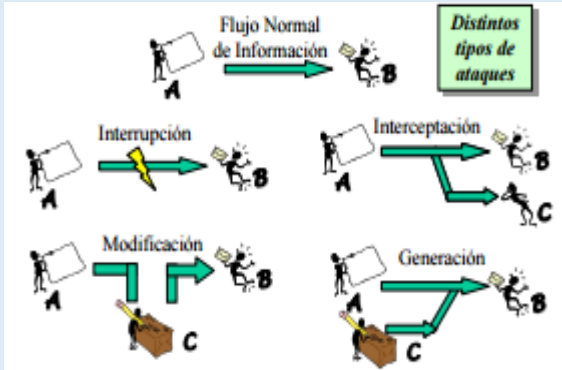 Flujo Normal
de Información
A
B
Distintos
tipos de
ataques
Interrupción
A
B
Interceptación
A
B
C
Modificación
A
B
C
Generación
A
B
C